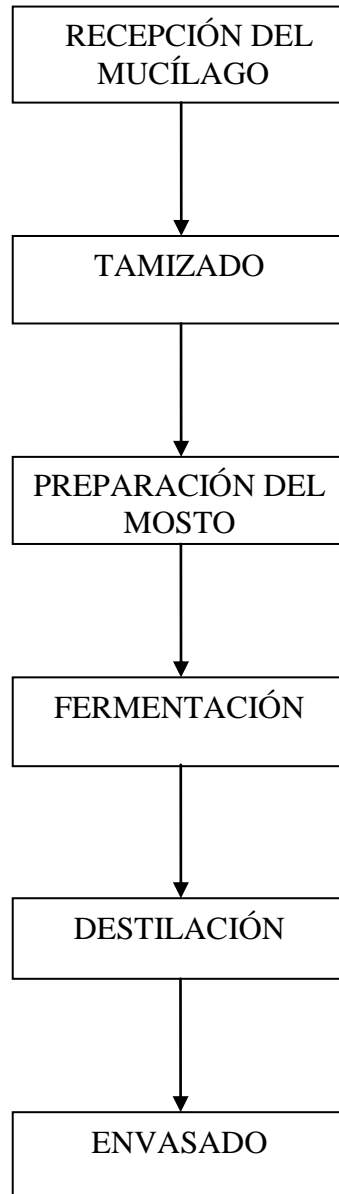 RECEPCIÓN DEL
MUCÍLAGO
TAMIZADO
PREPARACIÓN DEL
MOSTO
FERMENTACIÓN
DESTILACIÓN
ENVASADO